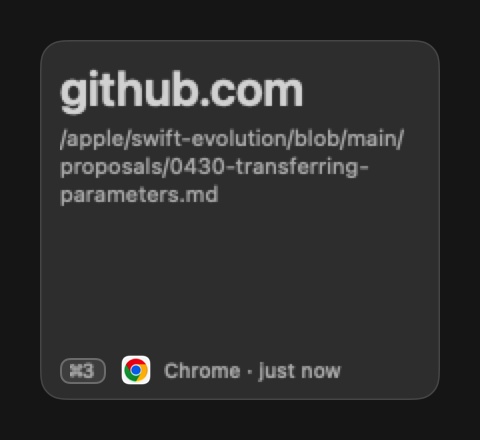 github.com
/apple/swift-evolution/blob/main/
proposals/0430-transferring-
parameters.md
⌘3 Chrome · just now